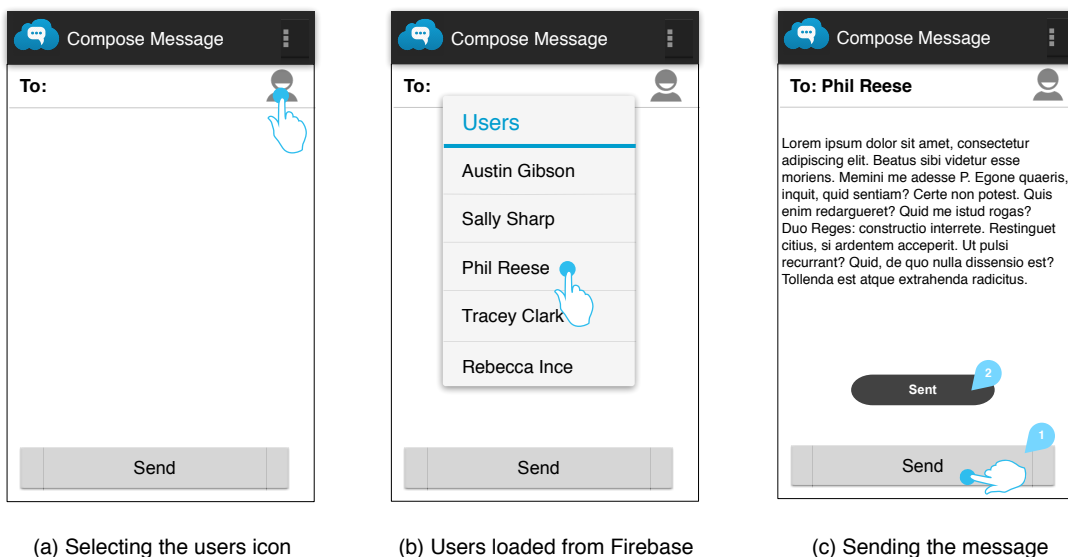 Compose Message
To:
Send
(a) Selecting the users icon
Compose Message
To:
Users
Austin Gibson
Sally Sharp
Phil Reese
Tracey Clark
Rebecca Ince
Send
(b) Users loaded from Firebase
Compose Message
To: Phil Reese
Lorem ipsum dolor sit amet, consectetur
adipiscing elit. Beatus sibi videtur esse
moriens. Memini me adesse P. Egone quaeris,
inquit, quid sentiam? Certe non potest. Quis
enim redargueret? Quid me istud rogas?
Duo Reges: constructio interrete. Restinguet
citius, si ardentem acceperit. Ut pulsi
recurrant? Quid, de quo nulla dissensio est?
Tollenda est atque extrahenda radicitus.
2
Sent
1
Send
(c) Sending the message